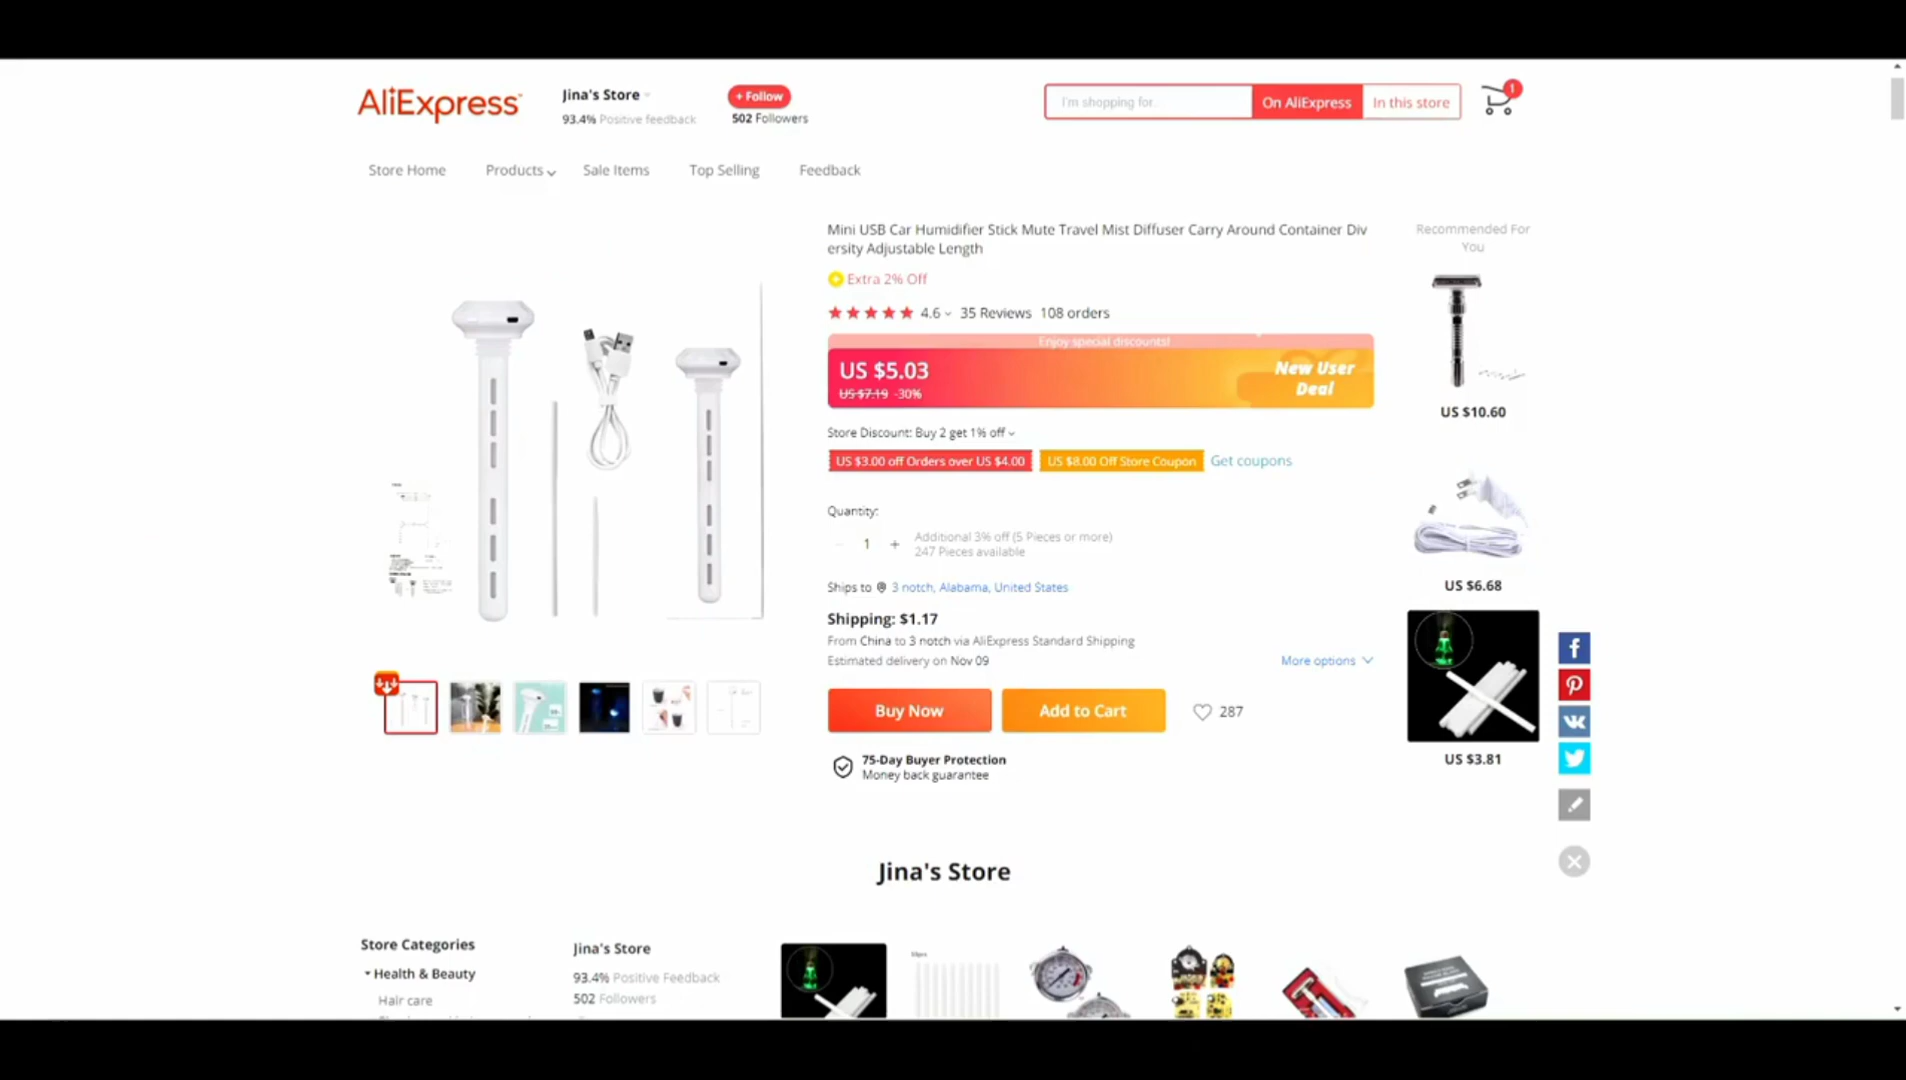 AliExpress
Jina's Store
93.4% Positive feedback
+ Follow
502 Followers
I'm shopping for..
On AliExpress
In this store
1
Store Home
Products
Sale Items
Top Selling
Feedback
Mini USB Car Humidifier Stick Mute Travel Mist Diffuser Carry Around Container Div
ersity Adjustable Length
Extra 2% Off
4.6 35 Reviews 108 orders
Enjoy special discounts!
US $5.03
US $7.19 -30%
New User
Deal
Store Discount: Buy 2 get 1% off
US $3.00 off Orders over US $4.00
US $8.00 Off Store Coupon
Get coupons
Quantity:
1 +
Additional 3% off (5 Pieces or more)
247 Pieces available
Ships to 3 notch, Alabama, United States
Shipping: $1.17
From China to 3 notch via AliExpress Standard Shipping
Estimated delivery on Nov 09
More options
Buy Now
Add to Cart
287
75-Day Buyer Protection
Money back guarantee
Recommended For
You
US $10.60
US $6.68
US $3.81
Jina's Store
Store Categories
Health & Beauty
Hair care
Jina's Store
93.4% Positive Feedback
502 Followers